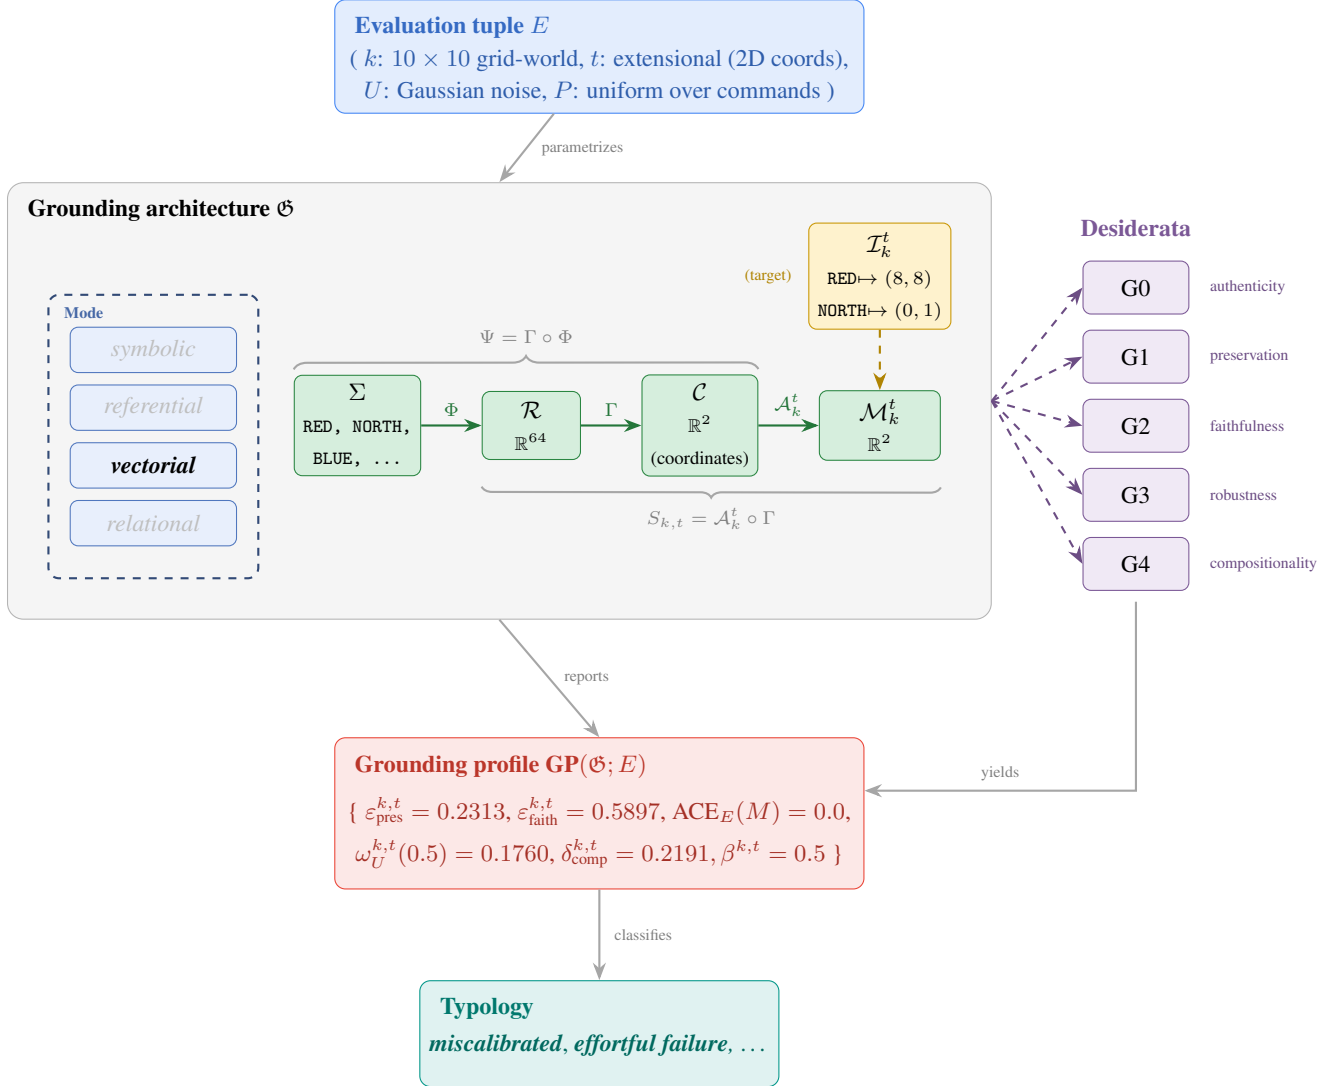 Evaluation tuple E
( k: 10 × 10 grid-world, t: extensional (2D coords),
U: Gaussian noise, P: uniform over commands )
parametrizes
Grounding architecture 𝔊
Mode
symbolic
referential
vectorial
relational
Ψ = Γ ∘ Φ
Σ
RED, NORTH,
BLUE, ...
Φ
ℛ
ℝ^64
Γ
𝒞
ℝ^2
(coordinates)
𝒜_k^t
ℳ_k^t
ℝ^2
S_{k,t} = 𝒜_k^t ∘ Γ
(target)
ℐ_k^t
RED ↦ (8, 8)
NORTH ↦ (0, 1)
Desiderata
G0 authenticity
G1 preservation
G2 faithfulness
G3 robustness
G4 compositionality
reports
yields
Grounding profile GP(𝔊; E)
{ ε_pres^{k,t} = 0.2313, ε_faith^{k,t} = 0.5897, ACE_E(M) = 0.0,
ω_U^{k,t}(0.5) = 0.1760, δ_comp^{k,t} = 0.2191, β^{k,t} = 0.5 }
classifies
Typology
miscalibrated, effortful failure, …